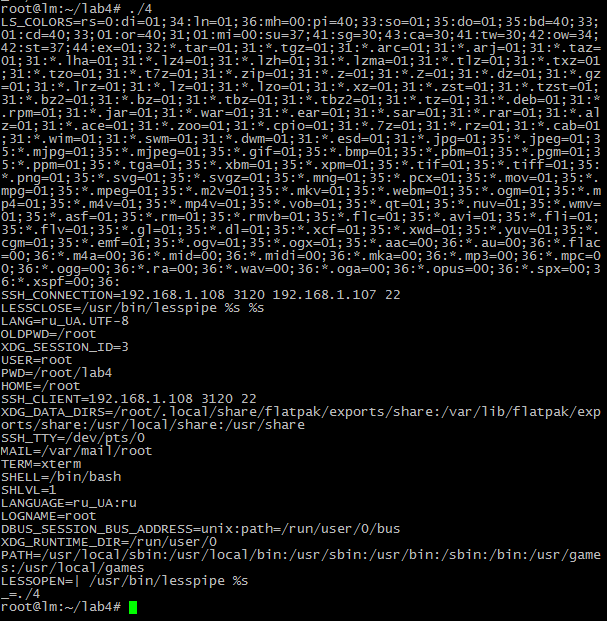 root@lm:~/lab4# ./4
LS_COLORS=rs=0:di=01;34:ln=01;36:mh=00:pi=40;33:so=01;35:do=01;35:bd=40;33;
01:cd=40;33;01:or=40;31;01:mi=00:su=37;41:sg=30;43:ca=30;41:tw=30;42:ow=34;
42:st=37;44:ex=01;32:*.tar=01;31:*.tgz=01;31:*.arc=01;31:*.arj=01;31:*.taz=
01;31:*.lha=01;31:*.lz4=01;31:*.lzh=01;31:*.lzma=01;31:*.tlz=01;31:*.txz=01
;31:*.tzo=01;31:*.t7z=01;31:*.zip=01;31:*.z=01;31:*.Z=01;31:*.dz=01;31:*.gz
=01;31:*.lrz=01;31:*.lz=01;31:*.lzo=01;31:*.xz=01;31:*.zst=01;31:*.tzst=01;
31:*.bz2=01;31:*.bz=01;31:*.tbz=01;31:*.tbz2=01;31:*.tz=01;31:*.deb=01;31:*
.rpm=01;31:*.jar=01;31:*.war=01;31:*.ear=01;31:*.sar=01;31:*.rar=01;31:*.al
z=01;31:*.ace=01;31:*.zoo=01;31:*.cpio=01;31:*.7z=01;31:*.rz=01;31:*.cab=01
;31:*.wim=01;31:*.swm=01;31:*.dwm=01;31:*.esd=01;31:*.jpg=01;35:*.jpeg=01;3
5:*.mjpg=01;35:*.mjpeg=01;35:*.gif=01;35:*.bmp=01;35:*.pbm=01;35:*.pgm=01;3
5:*.ppm=01;35:*.tga=01;35:*.xbm=01;35:*.xpm=01;35:*.tif=01;35:*.tiff=01;35:
*.png=01;35:*.svg=01;35:*.svgz=01;35:*.mng=01;35:*.pcx=01;35:*.mov=01;35:*.
mpg=01;35:*.mpeg=01;35:*.m2v=01;35:*.mkv=01;35:*.webm=01;35:*.ogm=01;35:*.m
p4=01;35:*.m4v=01;35:*.mp4v=01;35:*.vob=01;35:*.qt=01;35:*.nuv=01;35:*.wmv=
01;35:*.asf=01;35:*.rm=01;35:*.rmvb=01;35:*.flc=01;35:*.avi=01;35:*.fli=01;
35:*.flv=01;35:*.gl=01;35:*.dl=01;35:*.xcf=01;35:*.xwd=01;35:*.yuv=01;35:*.
cgm=01;35:*.emf=01;35:*.ogv=01;35:*.ogx=01;35:*.aac=00;36:*.au=00;36:*.flac
=00;36:*.m4a=00;36:*.mid=00;36:*.midi=00;36:*.mka=00;36:*.mp3=00;36:*.mpc=0
0;36:*.ogg=00;36:*.ra=00;36:*.wav=00;36:*.oga=00;36:*.opus=00;36:*.spx=00;3
6:*.xspf=00;36:
SSH_CONNECTION=192.168.1.108 3120 192.168.1.107 22
LESSCLOSE=/usr/bin/lesspipe %s %s
LANG=ru_UA.UTF-8
OLDPWD=/root
XDG_SESSION_ID=3
USER=root
PWD=/root/lab4
HOME=/root
SSH_CLIENT=192.168.1.108 3120 22
XDG_DATA_DIRS=/root/.local/share/flatpak/exports/share:/var/lib/flatpak/exp
orts/share:/usr/local/share:/usr/share
SSH_TTY=/dev/pts/0
MAIL=/var/mail/root
TERM=xterm
SHELL=/bin/bash
SHLVL=1
LANGUAGE=ru_UA:ru
LOGNAME=root
DBUS_SESSION_BUS_ADDRESS=unix:path=/run/user/0/bus
XDG_RUNTIME_DIR=/run/user/0
PATH=/usr/local/sbin:/usr/local/bin:/usr/sbin:/usr/bin:/sbin:/bin:/usr/game
s:/usr/local/games
LESSOPEN=| /usr/bin/lesspipe %s
_=./4
root@lm:~/lab4#